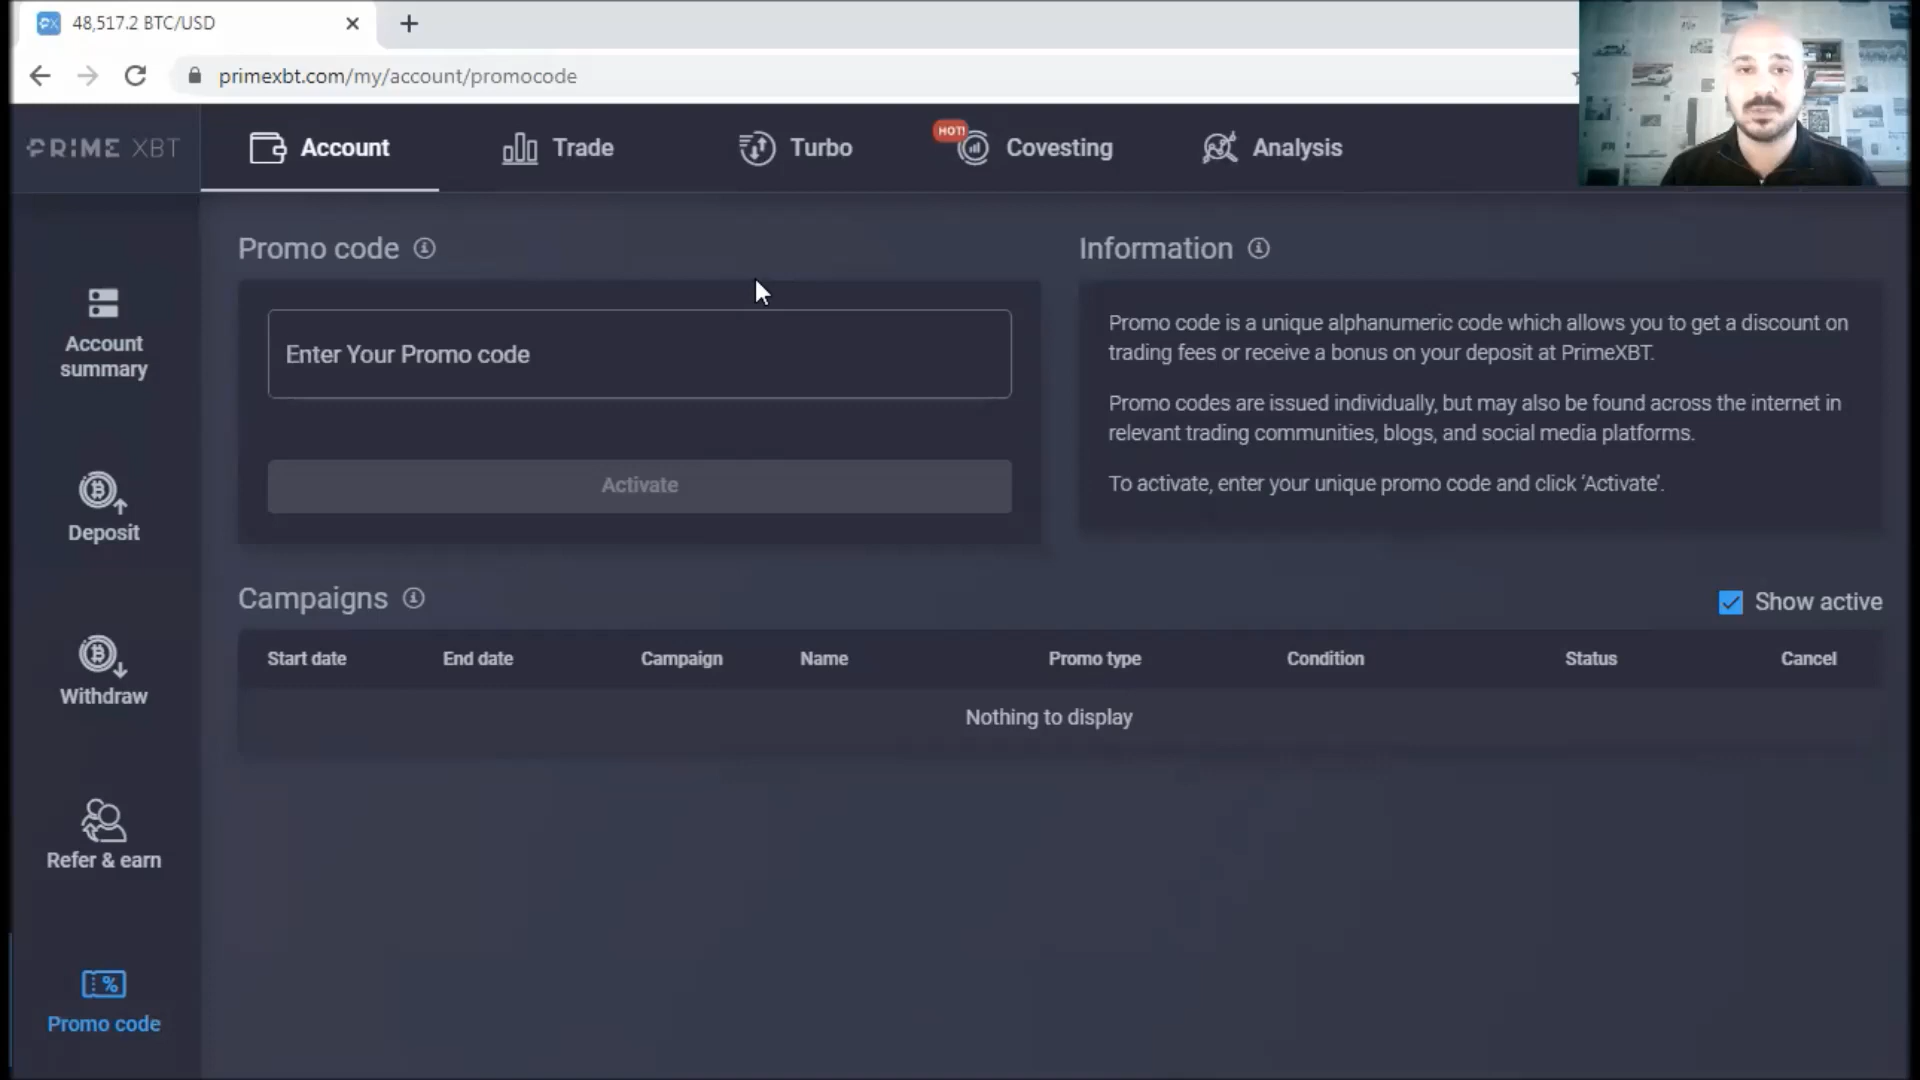 48,517.2 BTC/USD
primexbt.com/my/account/promocode
PRIME XBT
Account
Trade
Turbo
HOT!
Covesting
Analysis
Account
summary
Deposit
Withdraw
Refer & earn
Promo code
Promo code
Enter Your Promo code
Activate
Information
Promo code is a unique alphanumeric code which allows you to get a discount on
trading fees or receive a bonus on your deposit at PrimeXBT.
Promo codes are issued individually, but may also be found across the internet in
relevant trading communities, blogs, and social media platforms.
To activate, enter your unique promo code and click 'Activate'.
Campaigns
Show active
Start date End date Campaign Name Promo type Condition Status Cancel
Nothing to display